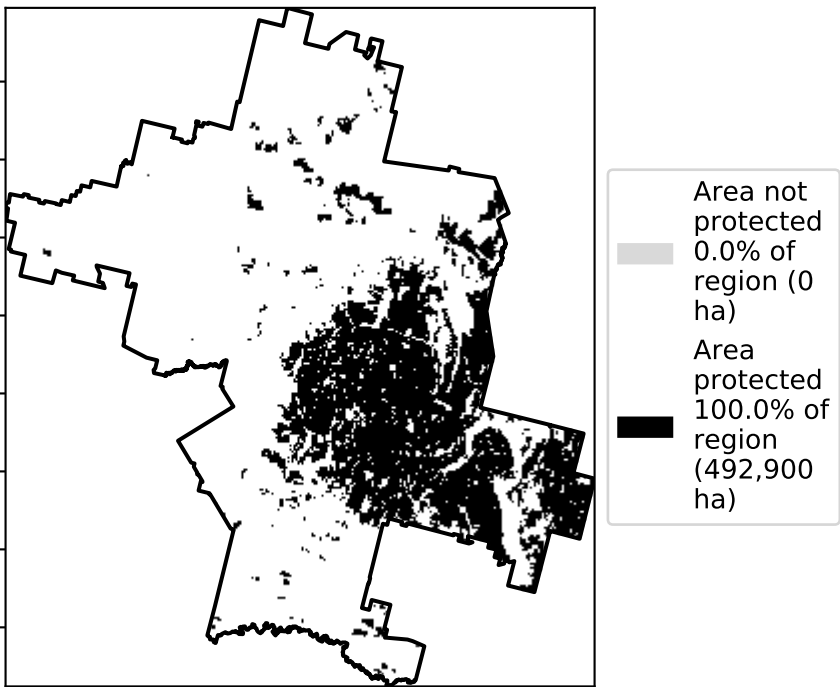 Area not
protected
0.0% of
region (0
ha)
Area
protected
100.0% of
region
(492,900
ha)